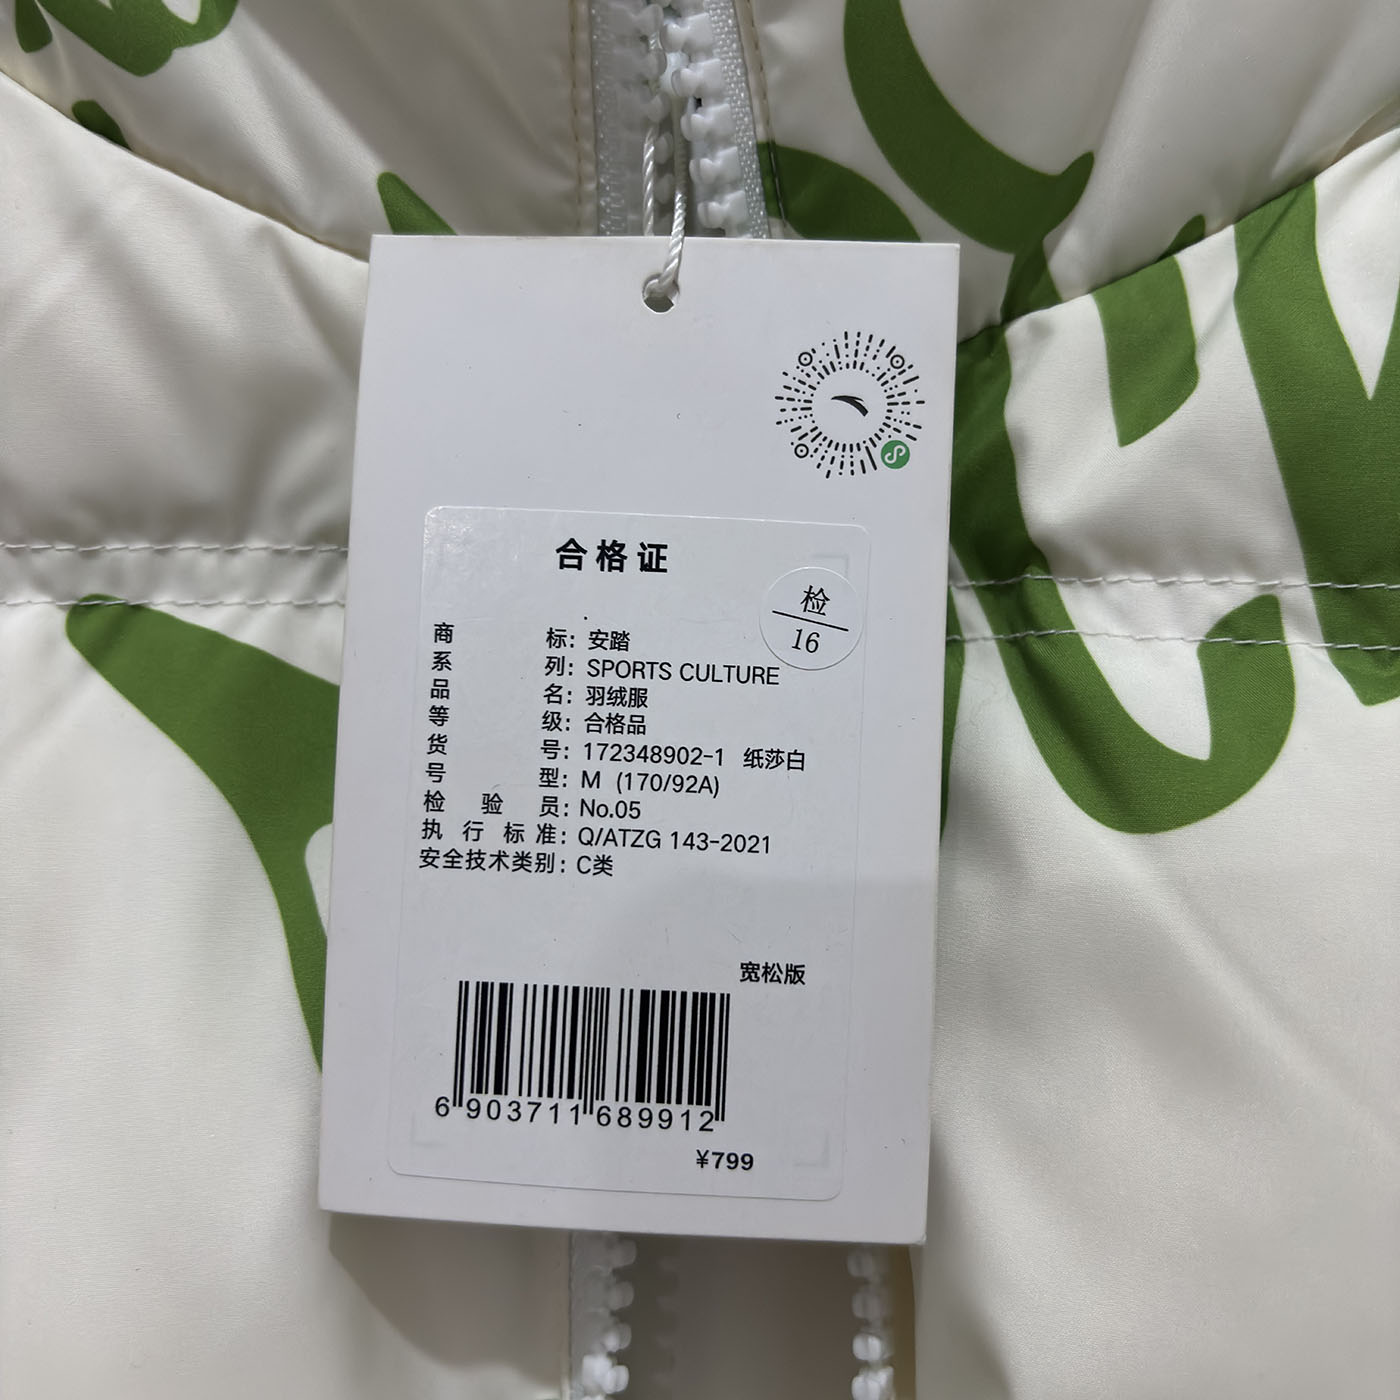 合格证
检
16
商标：安踏
系列：SPORTS CULTURE
品名：羽绒服
等级：合格品
货号：172348902-1 纸莎白
号型：M (170/92A)
检验员：No.05
执行标准：Q/ATZG 143-2021
安全技术类别：C类
宽松版
6 903711 689912
¥799